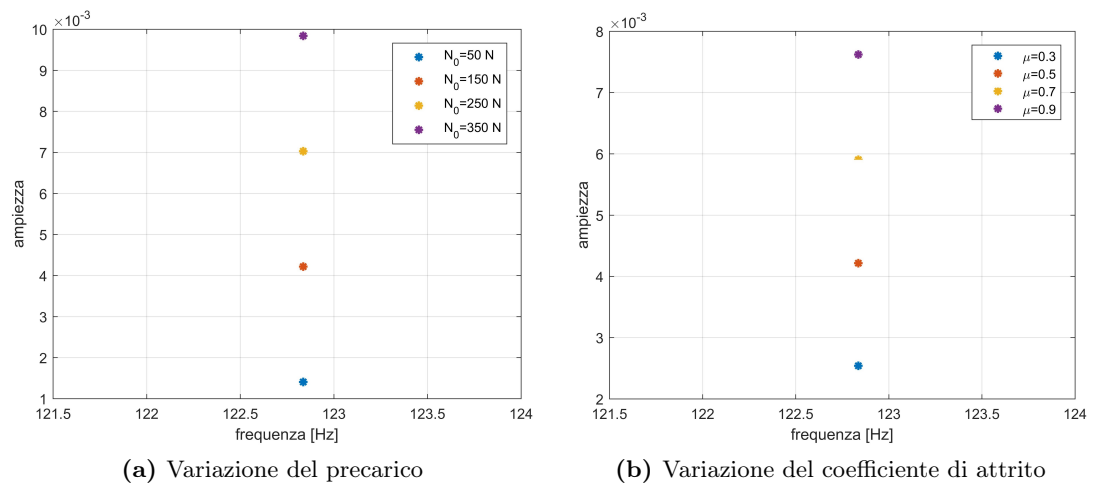 ×10⁻³
10
9
8
7
6
5
4
3
2
1
ampiezza
121.5 122 122.5 123 123.5 124
frequenza [Hz]
N₀=50 N
N₀=150 N
N₀=250 N
N₀=350 N
(a) Variazione del precarico
×10⁻³
8
7
6
5
4
3
2
ampiezza
121.5 122 122.5 123 123.5 124
frequenza [Hz]
μ=0.3
μ=0.5
μ=0.7
μ=0.9
(b) Variazione del coefficiente di attrito